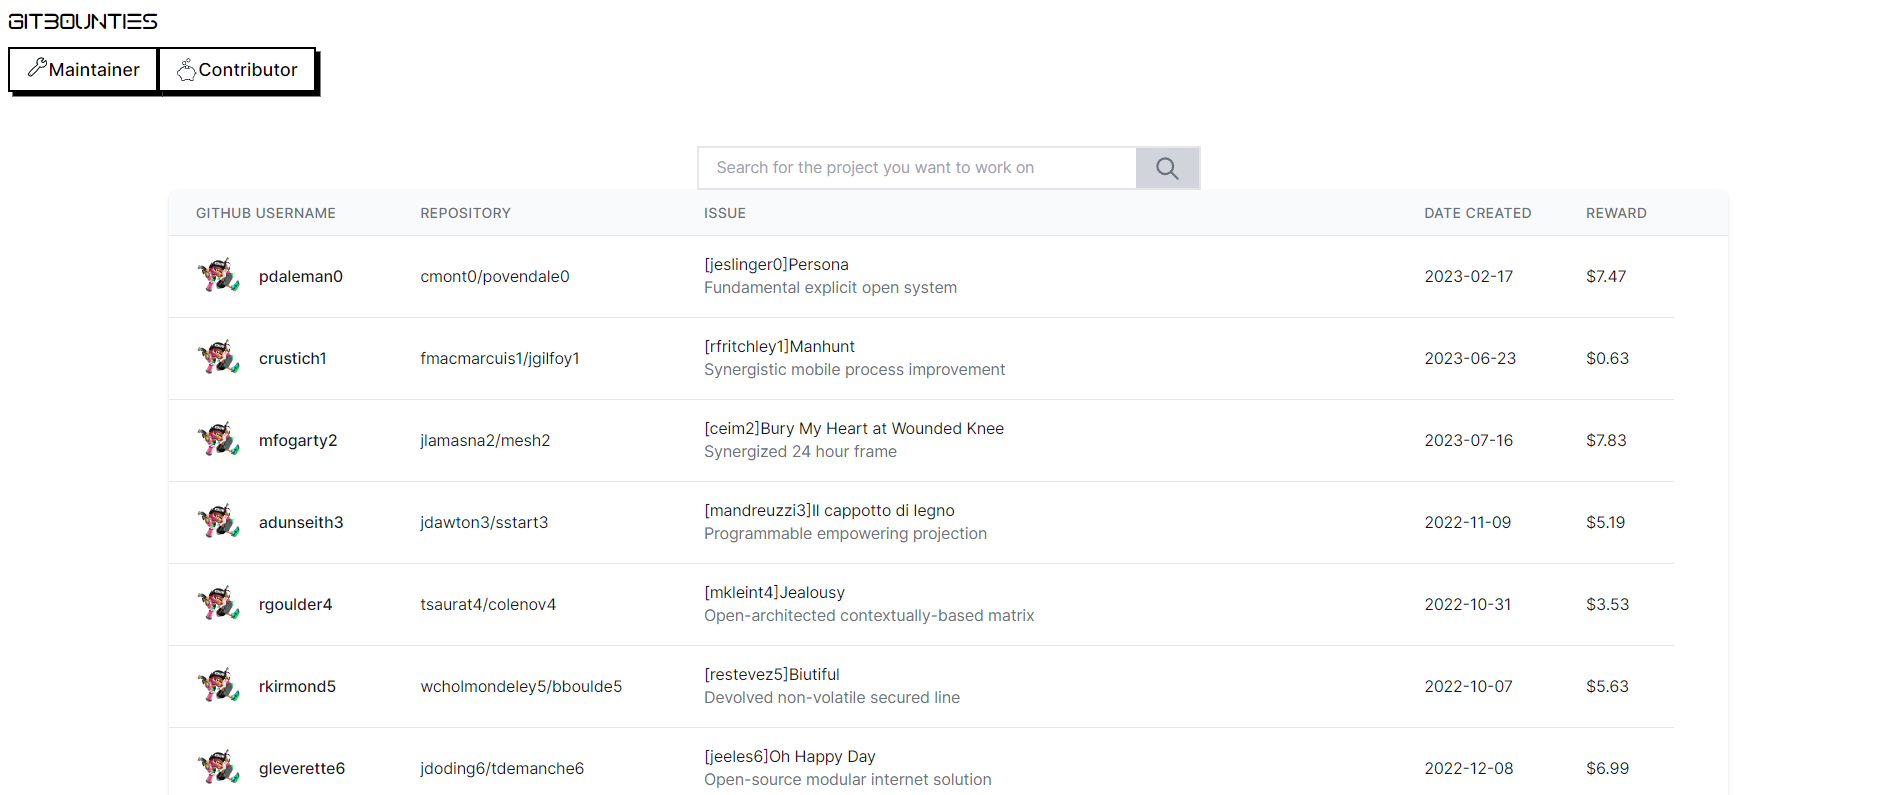 GITBOUNTIES
Maintainer Contributor
Search for the project you want to work on
GITHUB USERNAME REPOSITORY ISSUE DATE CREATED REWARD
pdaleman0 cmont0/povendale0 [jeslinger0]Persona 2023-02-17 $7.47
Fundamental explicit open system
crustich1 fmacmarcuis1/jgilfoy1 [rfritchley1]Manhunt 2023-06-23 $0.63
Synergistic mobile process improvement
mfogarty2 jlamasna2/mesh2 [ceim2]Bury My Heart at Wounded Knee 2023-07-16 $7.83
Synergized 24 hour frame
adunseith3 jdawton3/sstart3 [mandreuzzi3]Il cappotto di legno 2022-11-09 $5.19
Programmable empowering projection
rgoulder4 tsaurat4/colenov4 [mkleint4]Jealousy 2022-10-31 $3.53
Open-architected contextually-based matrix
rkirmond5 wcholmondeley5/bboulde5 [restevez5]Biutiful 2022-10-07 $5.63
Devolved non-volatile secured line
gleverette6 jdoding6/tdemanche6 [jeeles6]Oh Happy Day 2022-12-08 $6.99
Open-source modular internet solution